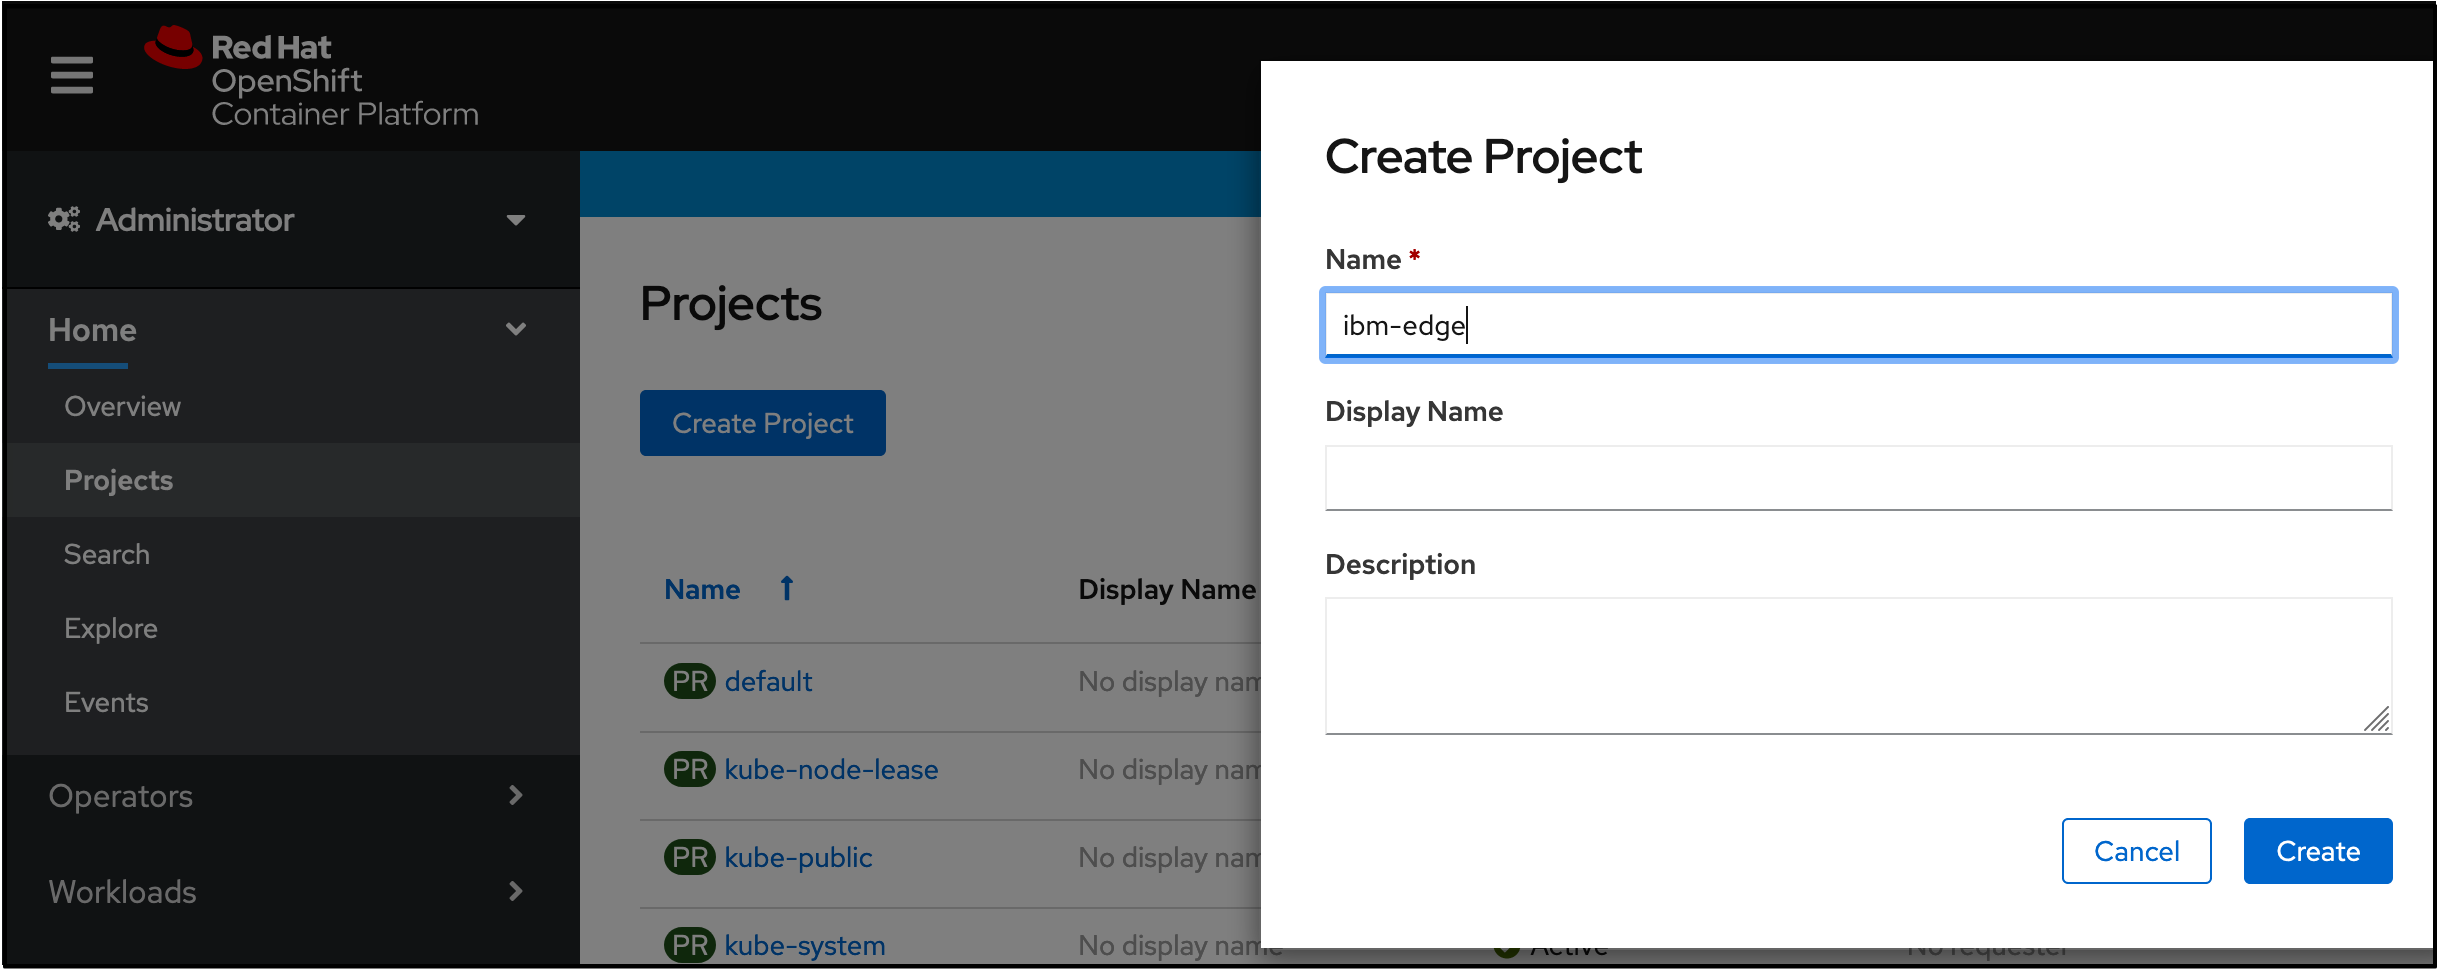 Red Hat
OpenShift
Container Platform
Administrator
Home
Overview
Projects
Search
Explore
Events
Operators
Workloads
Projects
Create Project
Name
Display Name
PR default
No display nam
PR kube-node-lease
No display nam
PR kube-public
No display nam
PR kube-system
No display name
Active
No requester
Create Project
Name *
ibm-edge
Display Name
Description
Cancel
Create